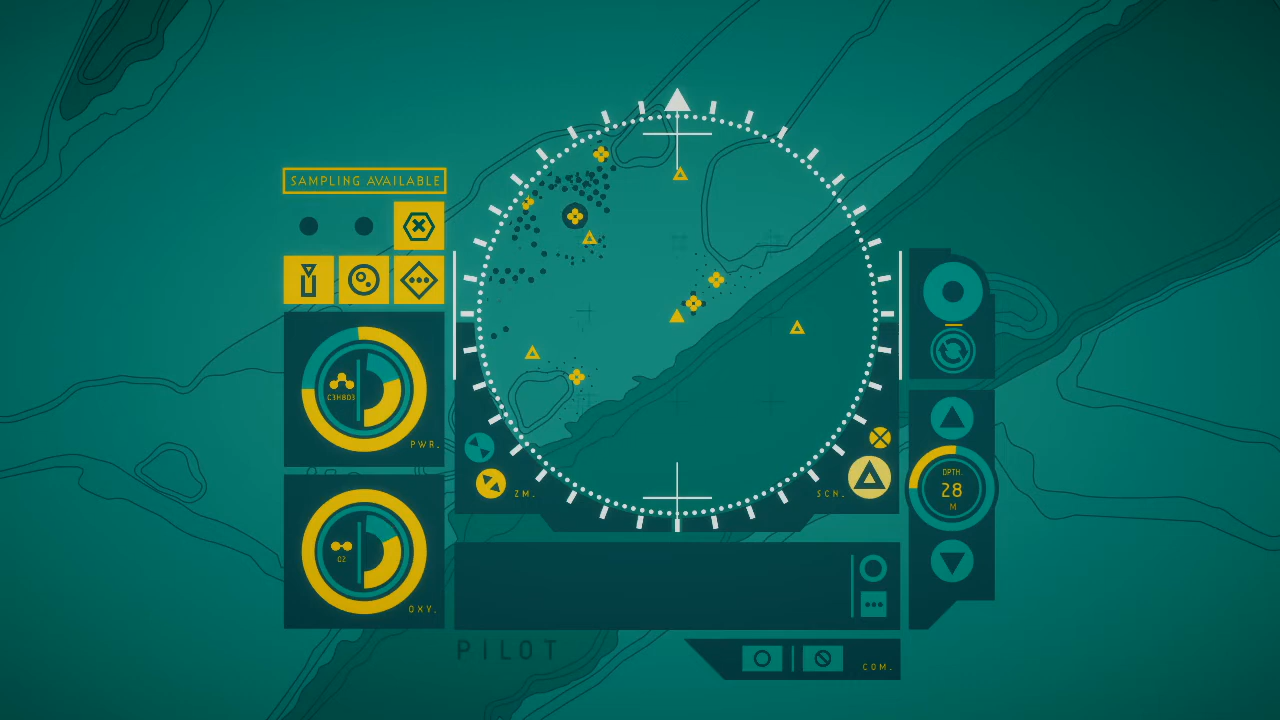 SAMPLING AVAILABLE
C3H8O3
PWR.
DPTH.
28
M
ZM.
SCN.
O2
OXY.
PILOT
COM.